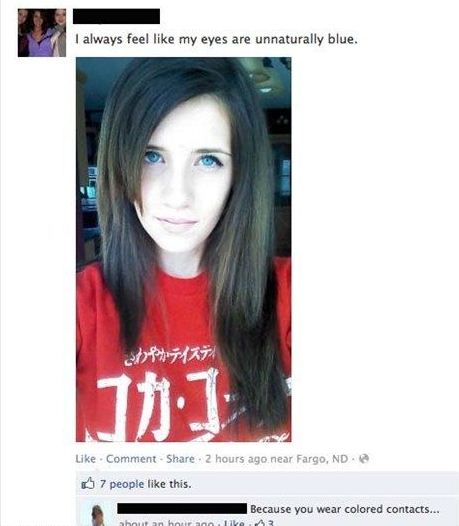 I always feel like my eyes are unnaturally blue.
さわやかテイステ
コカ・コー
Like · Comment · Share · 2 hours ago near Fargo, ND ·
7 people like this.
Because you wear colored contacts...
about an hour ago · Like · 3